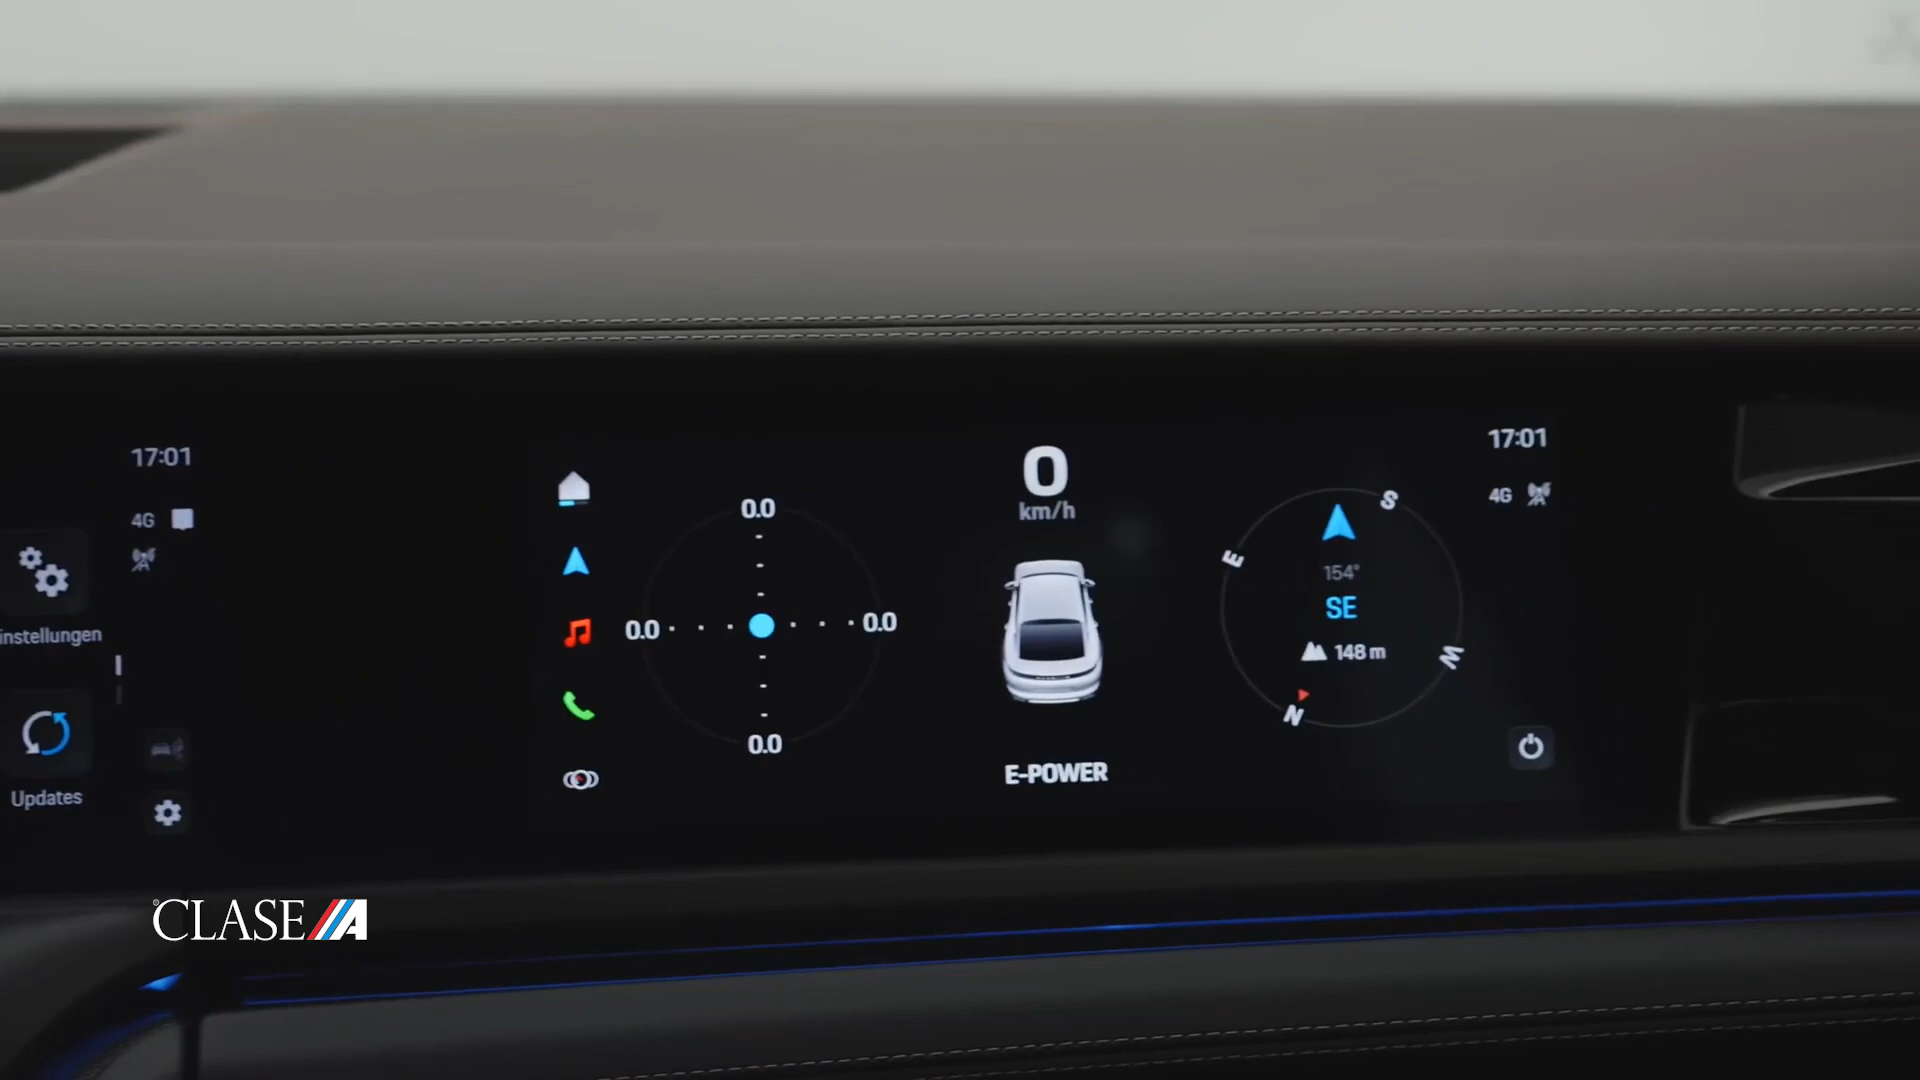 17:01
4G
instellungen
Updates
0.0
0.0
0.0
0.0
0
km/h
E-POWER
S
E
W
N
154°
SE
148 m
17:01
4G
CLASE A